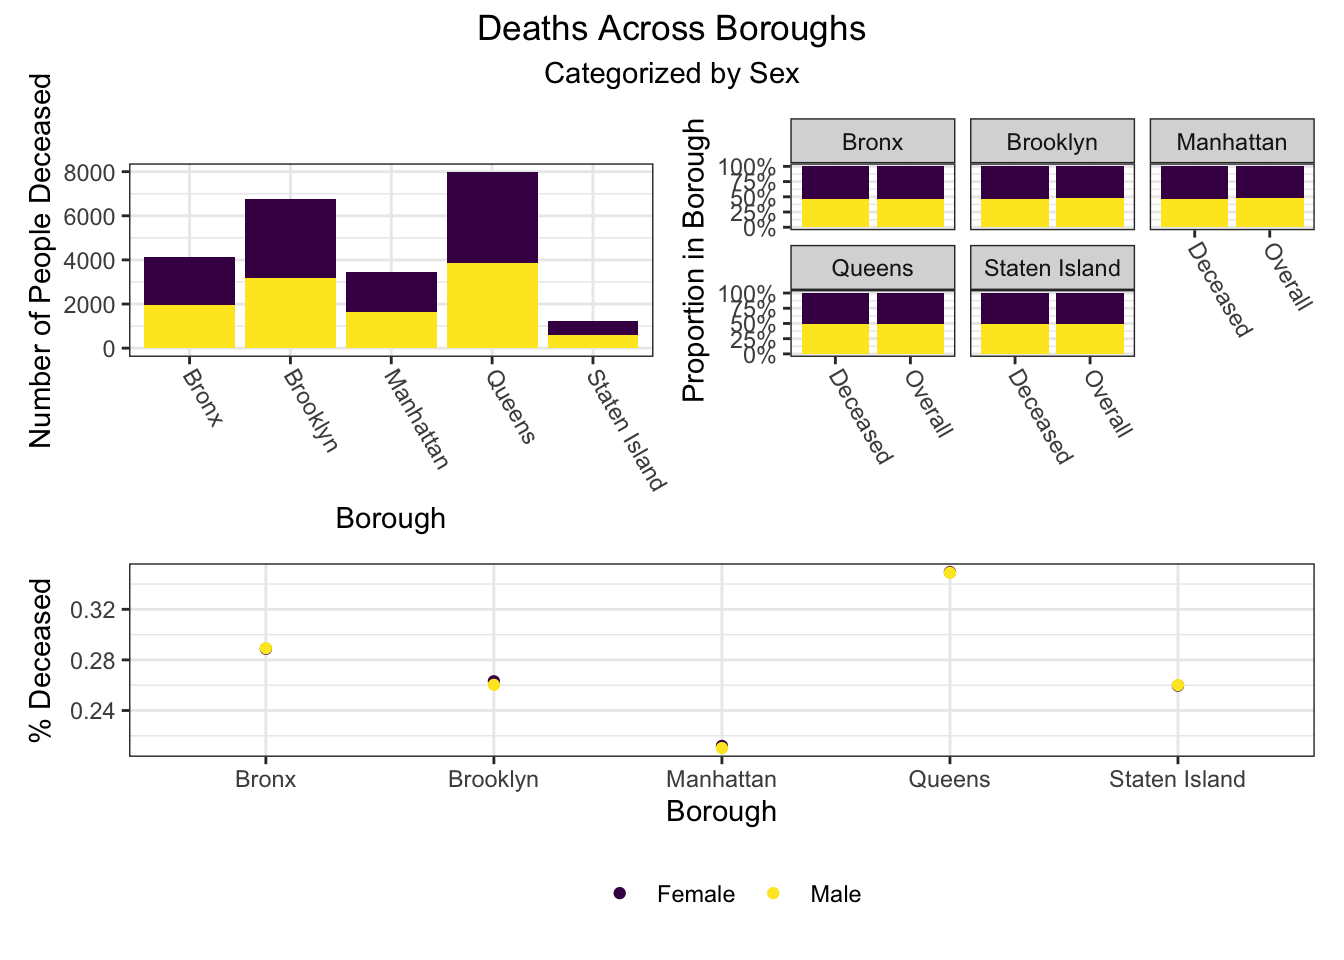 Deaths Across Boroughs
Categorized by Sex
Number of People Deceased
8000
6000
4000
2000
0
Bronx
Brooklyn
Manhattan
Queens
Staten Island
Borough
Proportion in Borough
Bronx
Brooklyn
Manhattan
100%
75%
50%
25%
0%
Deceased
Overall
Queens
Staten Island
100%
75%
50%
25%
0%
Deceased
Overall
Deceased
Overall
% Deceased
0.32
0.28
0.24
Bronx
Brooklyn
Manhattan
Queens
Staten Island
Borough
Female
Male